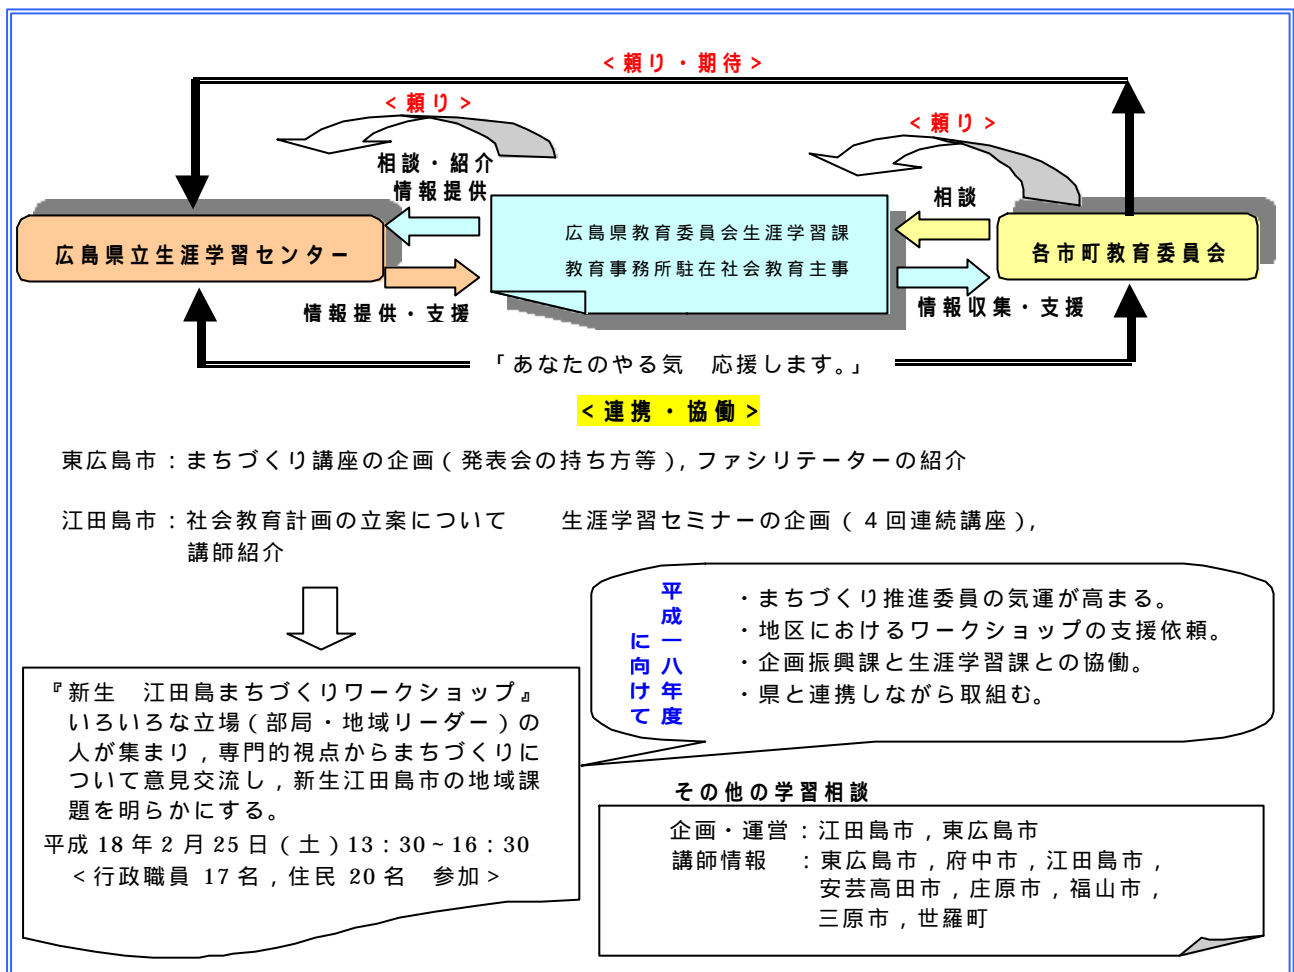 ＜頼り・期待＞
＜頼り＞
＜頼り＞
相談・紹介
情報提供
相談
広島県立生涯学習センター
広島県教育委員会生涯学習課
教育事務所駐在社会教育主事
各市町教育委員会
情報提供・支援
情報収集・支援
「あなたのやる気　応援します。」
＜連携・協働＞
東広島市：まちづくり講座の企画（発表会の持ち方等），ファシリテーターの紹介
江田島市：社会教育計画の立案について　　生涯学習セミナーの企画（４回連続講座），
講師紹介
平成一八年度
に向けて
・まちづくり推進委員の気運が高まる。
・地区におけるワークショップの支援依頼。
・企画振興課と生涯学習課との協働。
・県と連携しながら取組む。
『新生　江田島まちづくりワークショップ』
いろいろな立場（部局・地域リーダー）の
人が集まり，専門的視点からまちづくりに
ついて意見交流し，新生江田島市の地域課
題を明らかにする。
平成 18 年 2 月 25 日（土）13：30～16：30
＜行政職員 17 名，住民 20 名　参加＞
その他の学習相談
企画・運営：江田島市，東広島市
講師情報　：東広島市，府中市，江田島市，
安芸高田市，庄原市，福山市，
三原市，世羅町